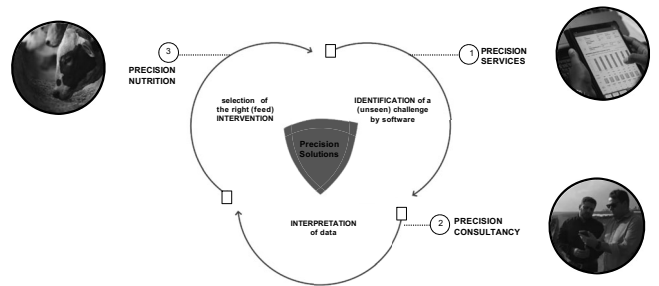 1
PRECISION
SERVICES
IDENTIFICATION of a
(unseen) challenge
by software
2
PRECISION
CONSULTANCY
INTERPRETATION
of data
3
PRECISION
NUTRITION
selection of
the right (feed)
INTERVENTION
Precision
Solutions